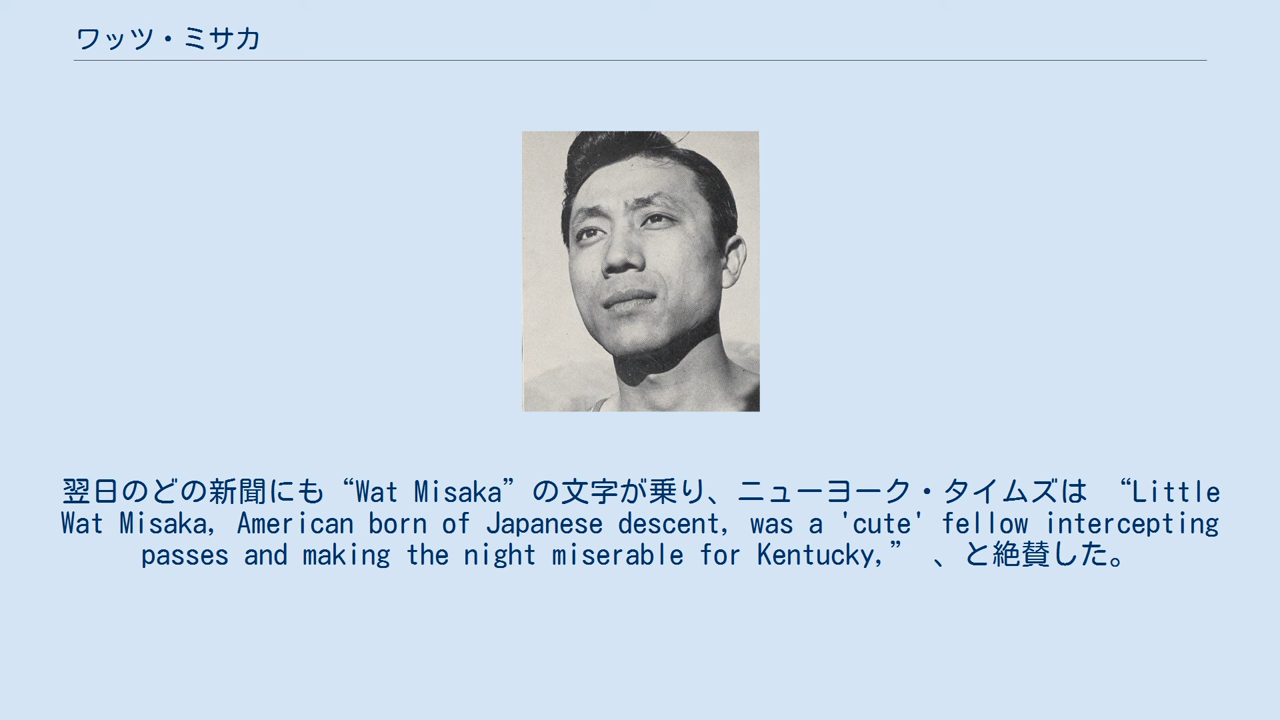 ワッツ・ミサカ
翌日のどの新聞にも“Wat Misaka”の文字が乗り、ニューヨーク・タイムズは “Little
Wat Misaka, American born of Japanese descent, was a 'cute' fellow intercepting
passes and making the night miserable for Kentucky,” 、と絶賛した。